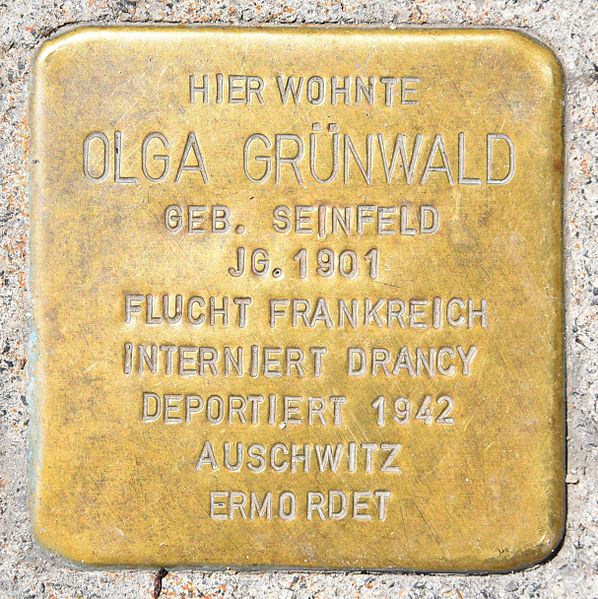 HIER WOHNTE
OLGA GRÜNWALD
GEB. SEINFELD
JG. 1901
FLUCHT FRANKREICH
INTERNIERT DRANCY
DEPORTIERT 1942
AUSCHWITZ
ERMORDET